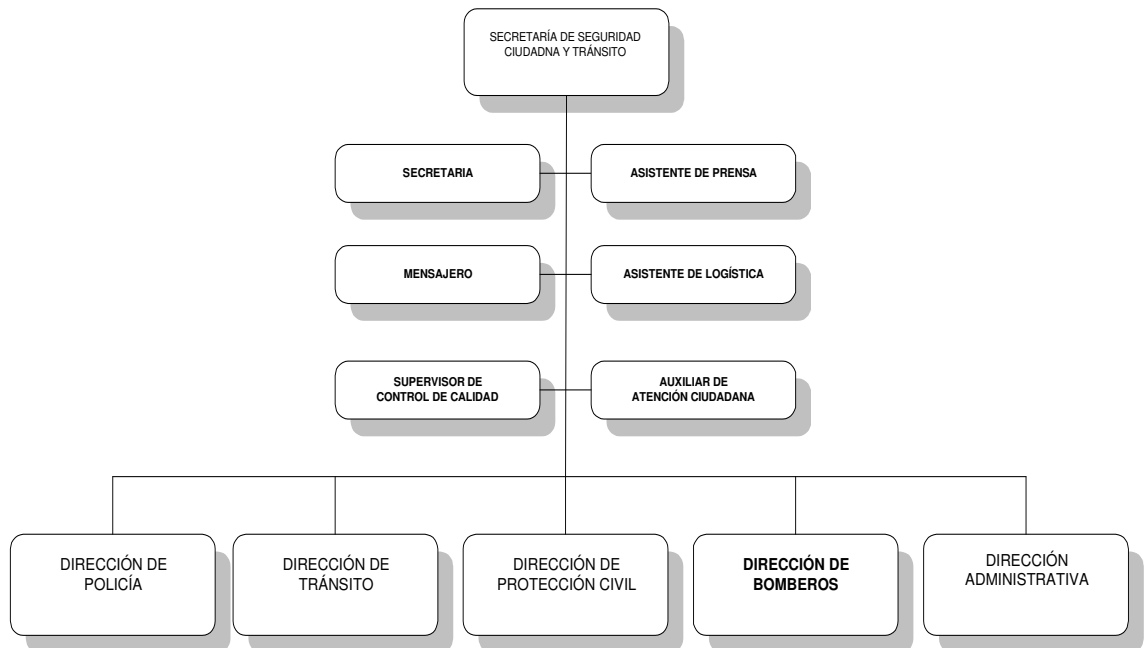 SECRETARÍA DE SEGURIDAD
CIUDADNA Y TRÁNSITO
SECRETARIA
ASISTENTE DE PRENSA
MENSAJERO
ASISTENTE DE LOGÍSTICA
SUPERVISOR DE
CONTROL DE CALIDAD
AUXILIAR DE
ATENCIÓN CIUDADANA
DIRECCIÓN DE
POLICÍA
DIRECCIÓN DE
TRÁNSITO
DIRECCIÓN DE
PROTECCIÓN CIVIL
DIRECCIÓN DE
BOMBEROS
DIRECCIÓN
ADMINISTRATIVA